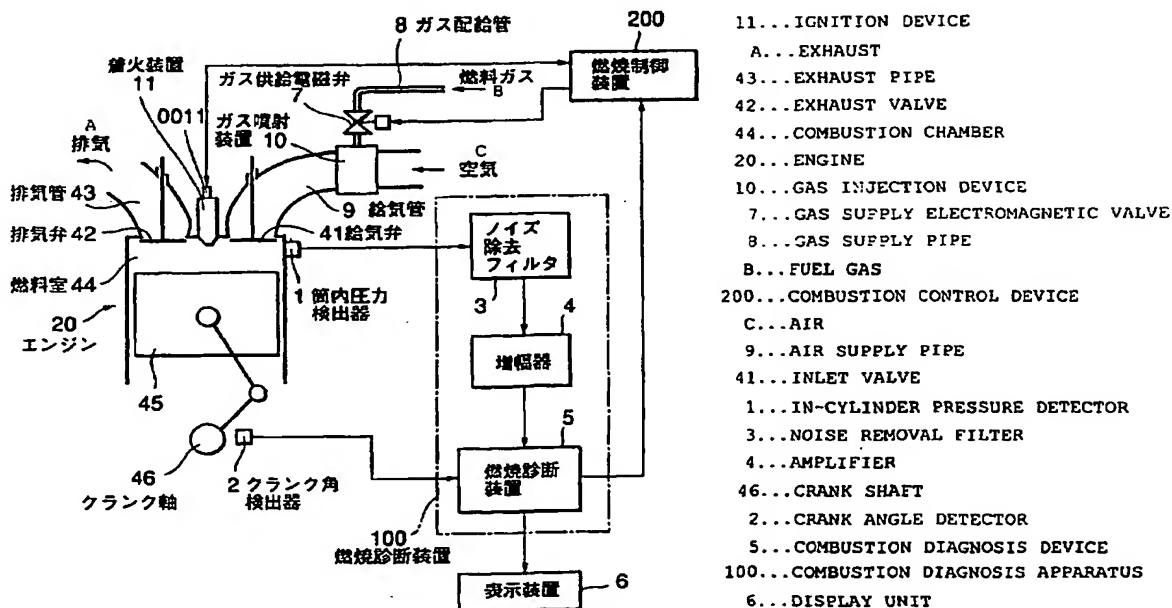 200
8 ガス配給管
燃焼制御
装置
燃料ガス
B
着火装置
11
ガス供給電磁弁
7
0011
ガス噴射
装置
10
A
排気
C
空気
排気管 43
9 給気管
排気弁 42
41給気弁
燃料室 44
1 筒内圧力
検出器
20
エンジン
45
46
クランク軸
2 クランク角
検出器
ノイズ
除去
フィルタ
3
4
増幅器
5
燃焼診断
装置
100
燃焼診断装置
表示装置
6
11...IGNITION DEVICE
A...EXHAUST
43...EXHAUST PIPE
42...EXHAUST VALVE
44...COMBUSTION CHAMBER
20...ENGINE
10...GAS INJECTION DEVICE
7...GAS SUPPLY ELECTROMAGNETIC VALVE
8...GAS SUPPLY PIPE
B...FUEL GAS
200...COMBUSTION CONTROL DEVICE
C...AIR
9...AIR SUPPLY PIPE
41...INLET VALVE
1...IN-CYLINDER PRESSURE DETECTOR
3...NOISE REMOVAL FILTER
4...AMPLIFIER
46...CRANK SHAFT
2...CRANK ANGLE DETECTOR
5...COMBUSTION DIAGNOSIS DEVICE
100...COMBUSTION DIAGNOSIS APPARATUS
6...DISPLAY UNIT